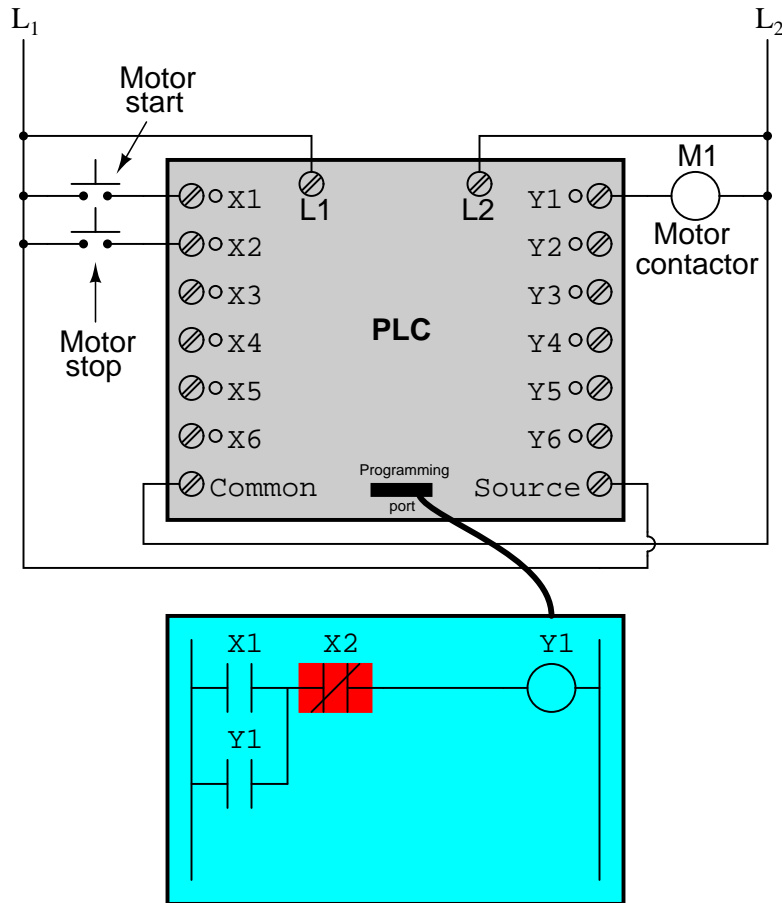 L1
L2
Motor
start
M1
X1
L1
L2
Y1
X2
Y2
Motor
contactor
X3
Y3
Motor
stop
X4
PLC
Y4
X5
Y5
X6
Y6
Common
Programming
port
Source
X1
X2
Y1
Y1